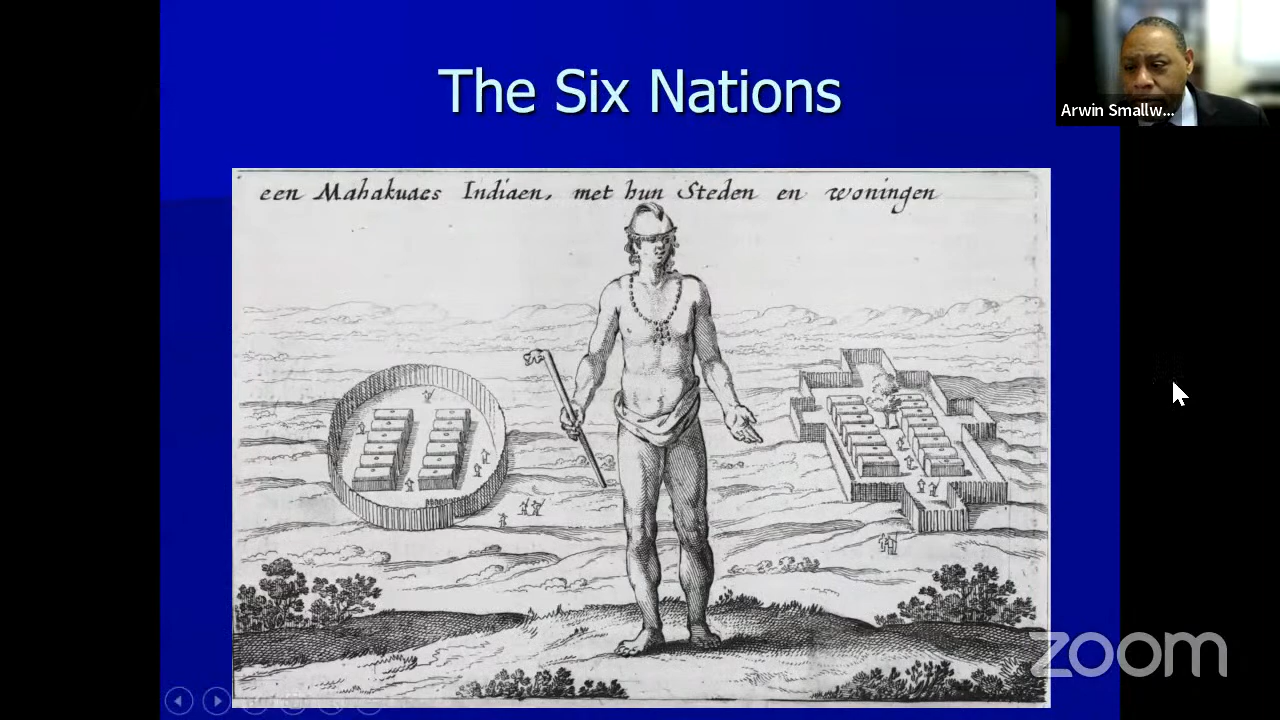 The Six Nations
Arwin Smallw...
een Mahakuaes Indiaen, met hun Steden en woningen
zoom